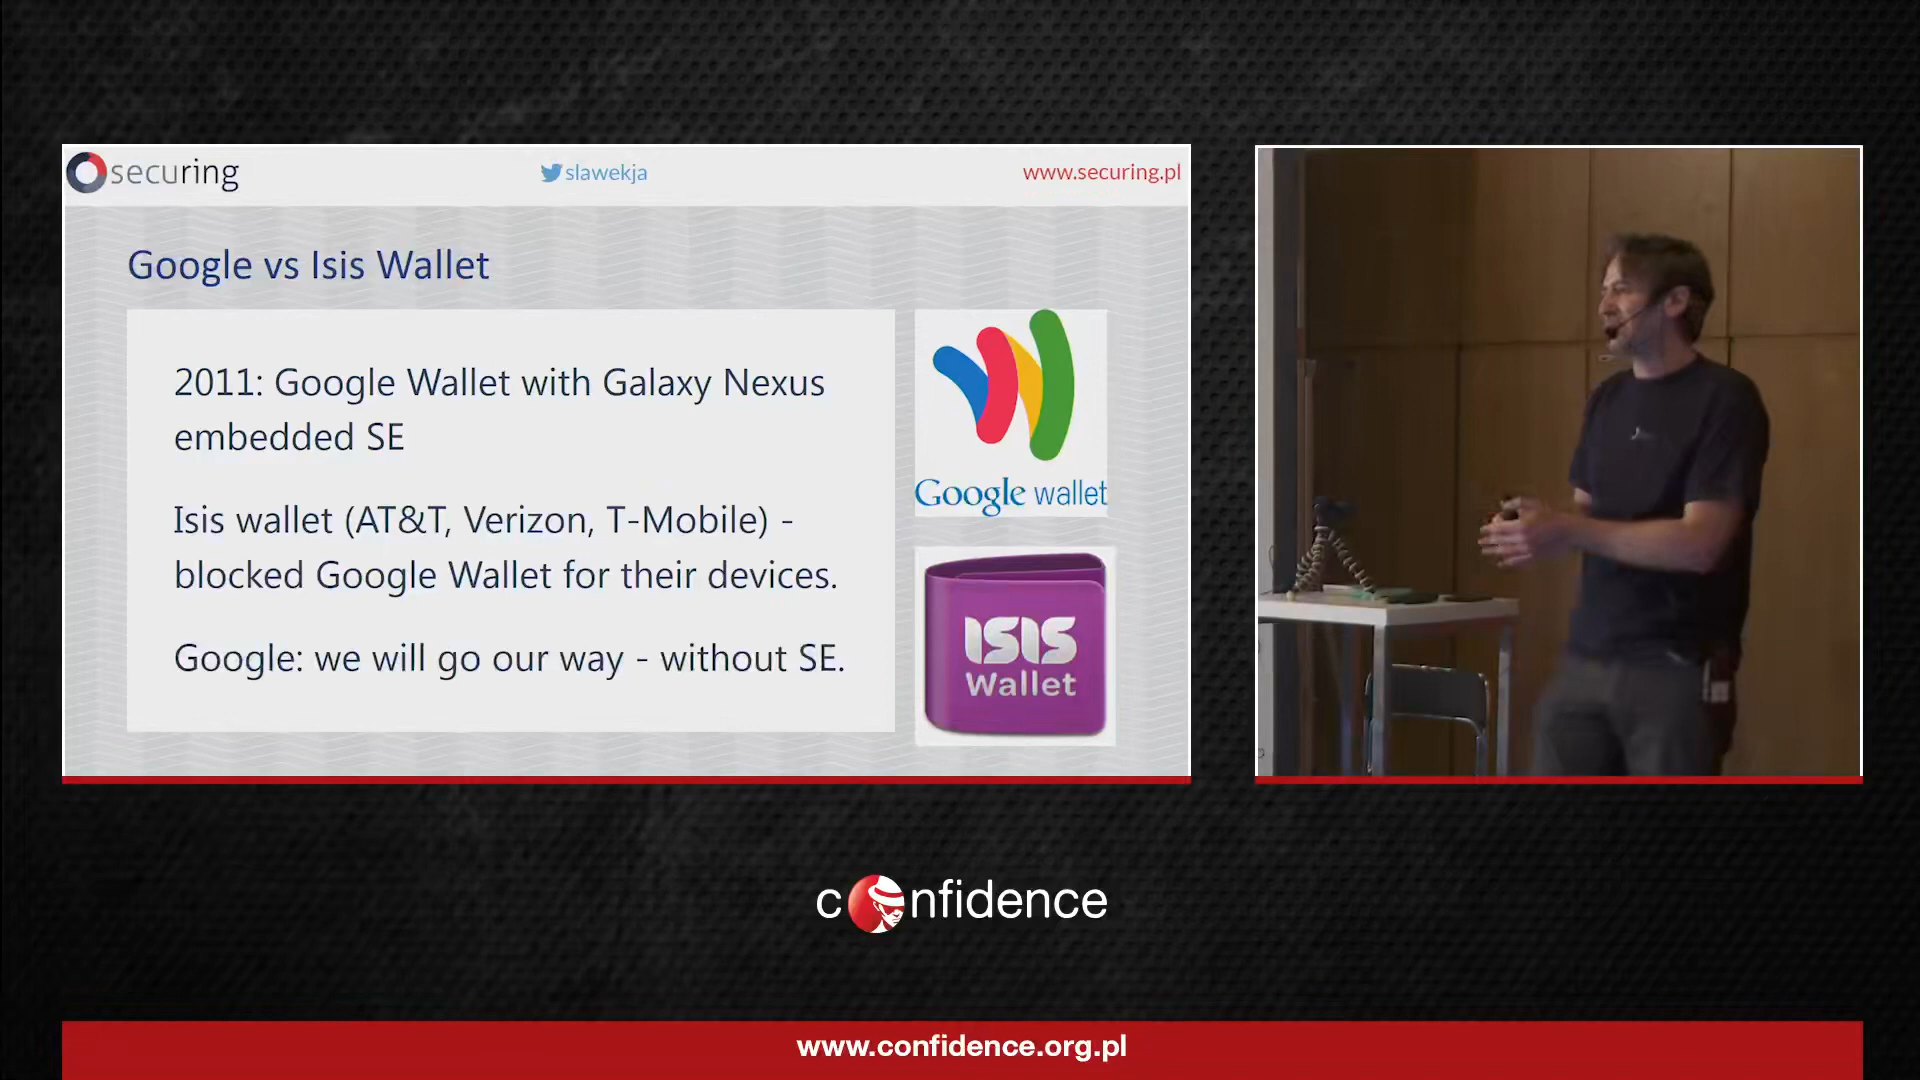 securing
slawekja
www.securing.pl
Google vs Isis Wallet
2011: Google Wallet with Galaxy Nexus
embedded SE
Isis wallet (AT&T, Verizon, T-Mobile) -
blocked Google Wallet for their devices.
Google: we will go our way - without SE.
Google wallet
ISIS
Wallet
confidence
www.confidence.org.pl